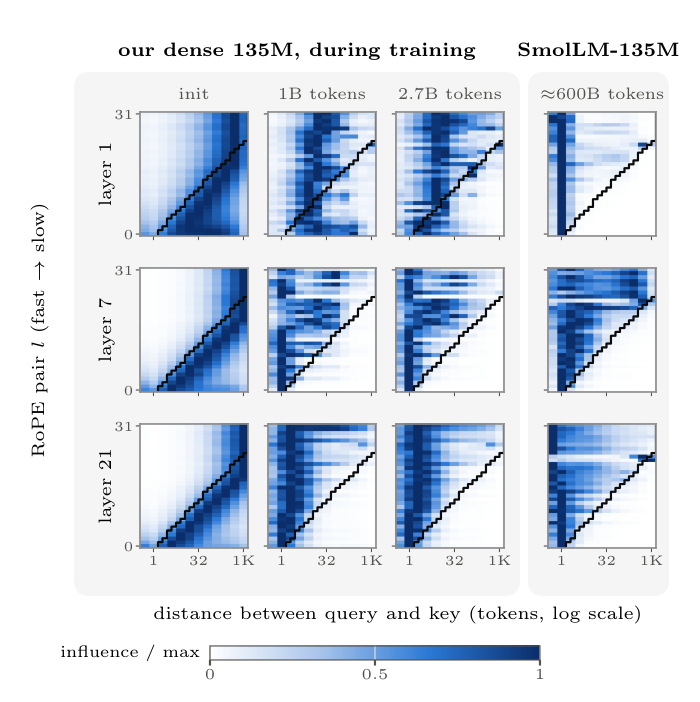 our dense 135M, during training
SmolLM-135M
init
1B tokens
2.7B tokens
≈600B tokens
RoPE pair l (fast → slow)
layer 1
31
0
layer 7
31
0
layer 21
31
0
1 32 1K
1 32 1K
1 32 1K
1 32 1K
distance between query and key (tokens, log scale)
influence / max
0 0.5 1